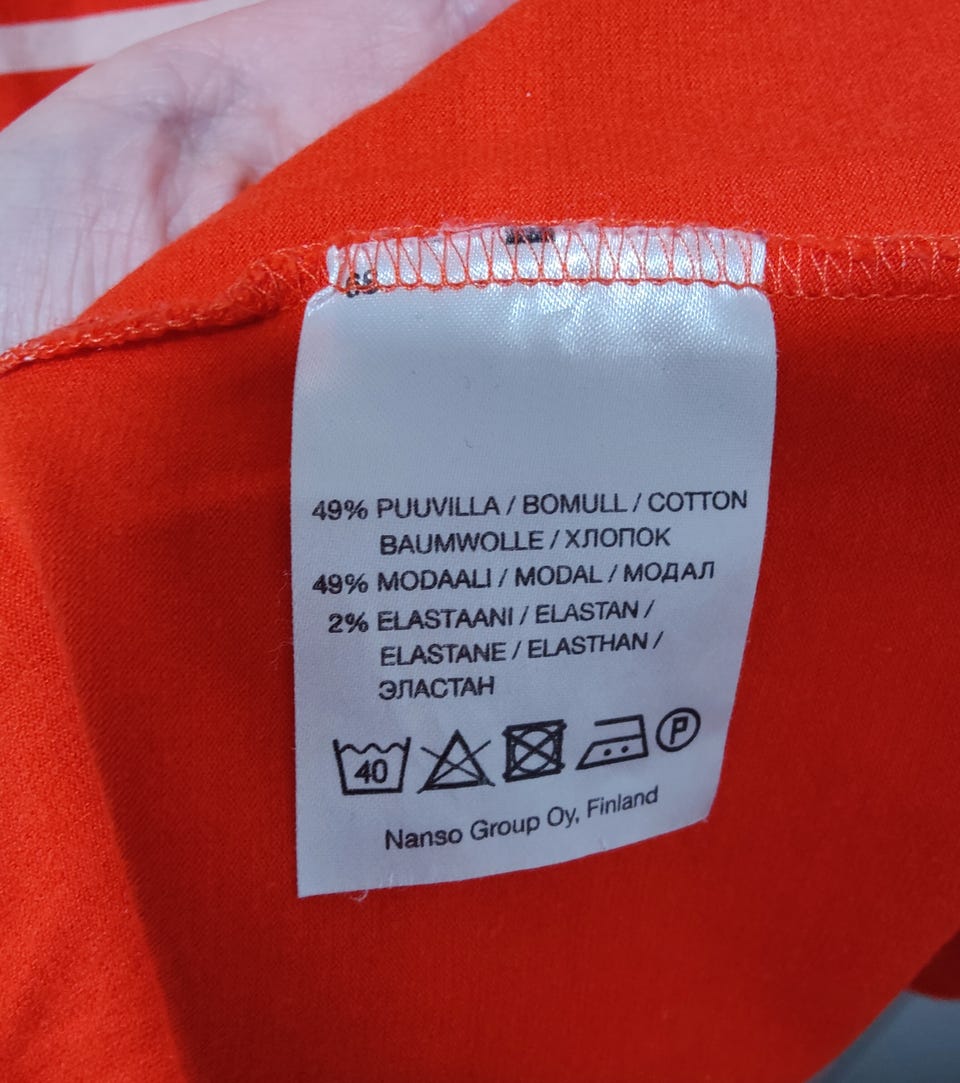 49% PUUVILLA / BOMULL / COTTON
BAUMWOLLE / ХЛОПОК
49% MODAALI / MODAL / МОДАЛ
2% ELASTAANI / ELASTAN /
ELASTANE / ELASTHAN /
ЭЛАСТАН
40 P
Nanso Group Oy, Finland